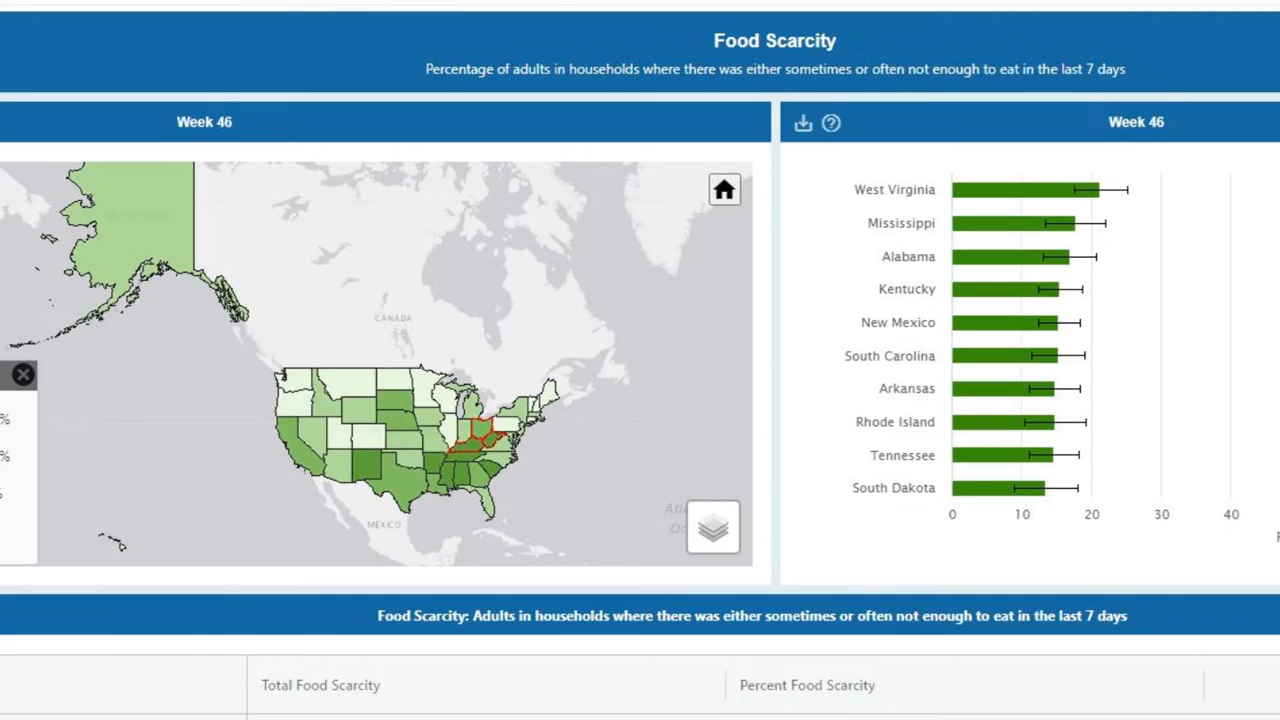 Food Scarcity
Percentage of adults in households where there was either sometimes or often not enough to eat in the last 7 days
Week 46
Week 46
CANADA
MEXICO
%
%
West Virginia
Mississippi
Alabama
Kentucky
New Mexico
South Carolina
Arkansas
Rhode Island
Tennessee
South Dakota
0 10 20 30 40
Food Scarcity: Adults in households where there was either sometimes or often not enough to eat in the last 7 days
Total Food Scarcity
Percent Food Scarcity